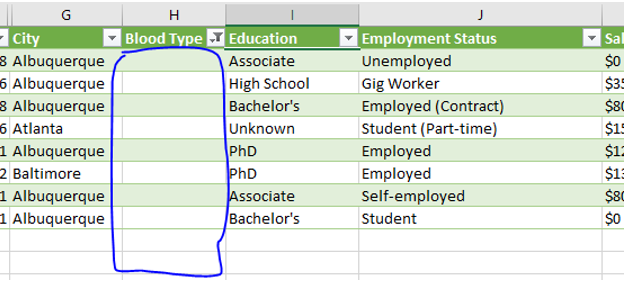 G H I J
City Blood Type Education Employment Status Sal
8 Albuquerque Associate Unemployed $0
6 Albuquerque High School Gig Worker $35
8 Albuquerque Bachelor's Employed (Contract) $80
6 Atlanta Unknown Student (Part-time) $15
1 Albuquerque PhD Employed $12
2 Baltimore PhD Employed $13
1 Albuquerque Associate Self-employed $80
1 Albuquerque Bachelor's Student $0